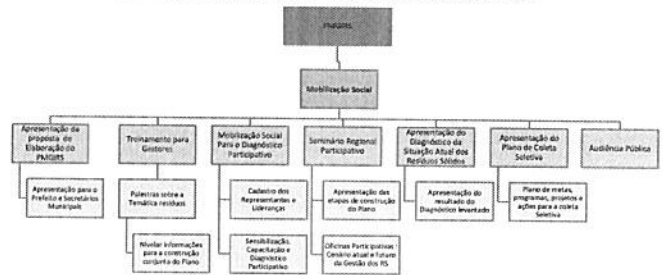 PMGIRS
Mobilização Social
Apresentação da
proposta de
Elaboração do
PMGIRS
Treinamento para
Gestores
Mobilização Social
Para o Diagnóstico
Participativo
Seminário Regional
Participativo
Apresentação do
Diagnóstico da
Situação Atual dos
Resíduos Sólidos
Apresentação do
Plano de Coleta
Seletiva
Audiência Pública
Apresentação para o
Prefeito e Secretários
Municipais
Palestras sobre a
Temática resíduos
Nivelar informações
para a construção
conjunta do Plano
Cadastro dos
Representantes e
Lideranças
Sensibilização,
Capacitação e
Diagnóstico
Participativo
Apresentação das
etapas de construção
do Plano
Oficinas Participativas
Cenário atual e futuro
da Gestão dos RS
Apresentação do
resultado do
Diagnóstico levantado
Plano de metas,
programas, projetos e
ações para a coleta
Seletiva